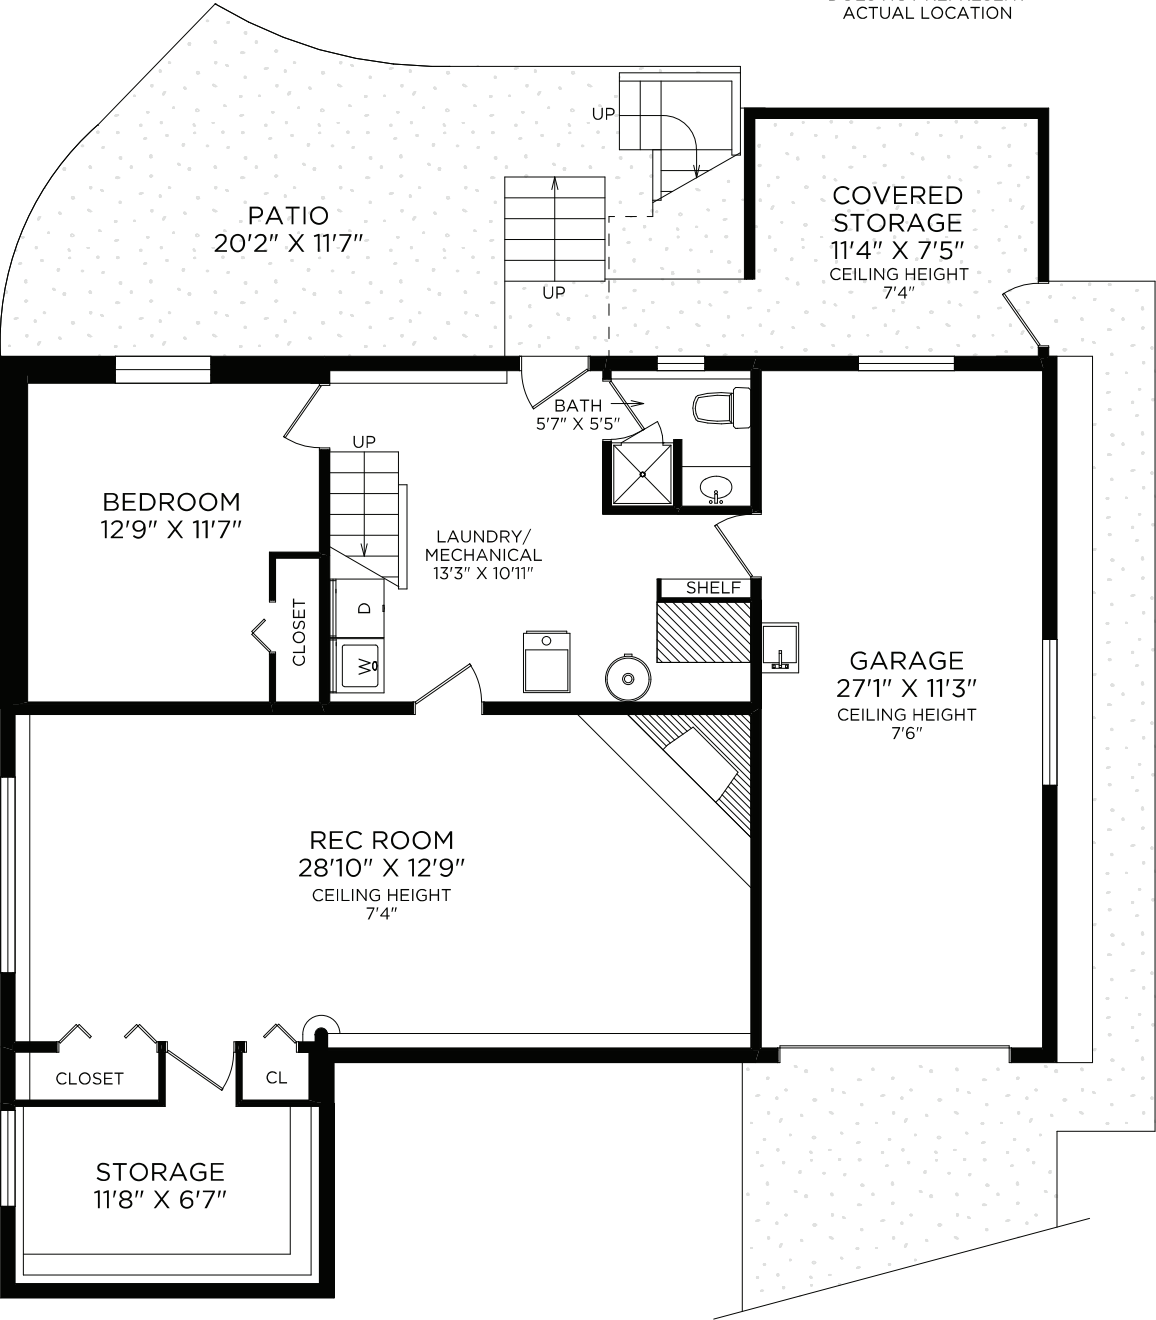 ACTUAL LOCATION
UP
COVERED
STORAGE
11'4" X 7'5"
CEILING HEIGHT
7'4"
PATIO
20'2" X 11'7"
UP
BATH
5'7" X 5'5"
UP
BEDROOM
12'9" X 11'7"
LAUNDRY/
MECHANICAL
13'3" X 10'11"
SHELF
CLOSET
D
W
GARAGE
27'1" X 11'3"
CEILING HEIGHT
7'6"
REC ROOM
28'10" X 12'9"
CEILING HEIGHT
7'4"
CLOSET
CL
STORAGE
11'8" X 6'7"